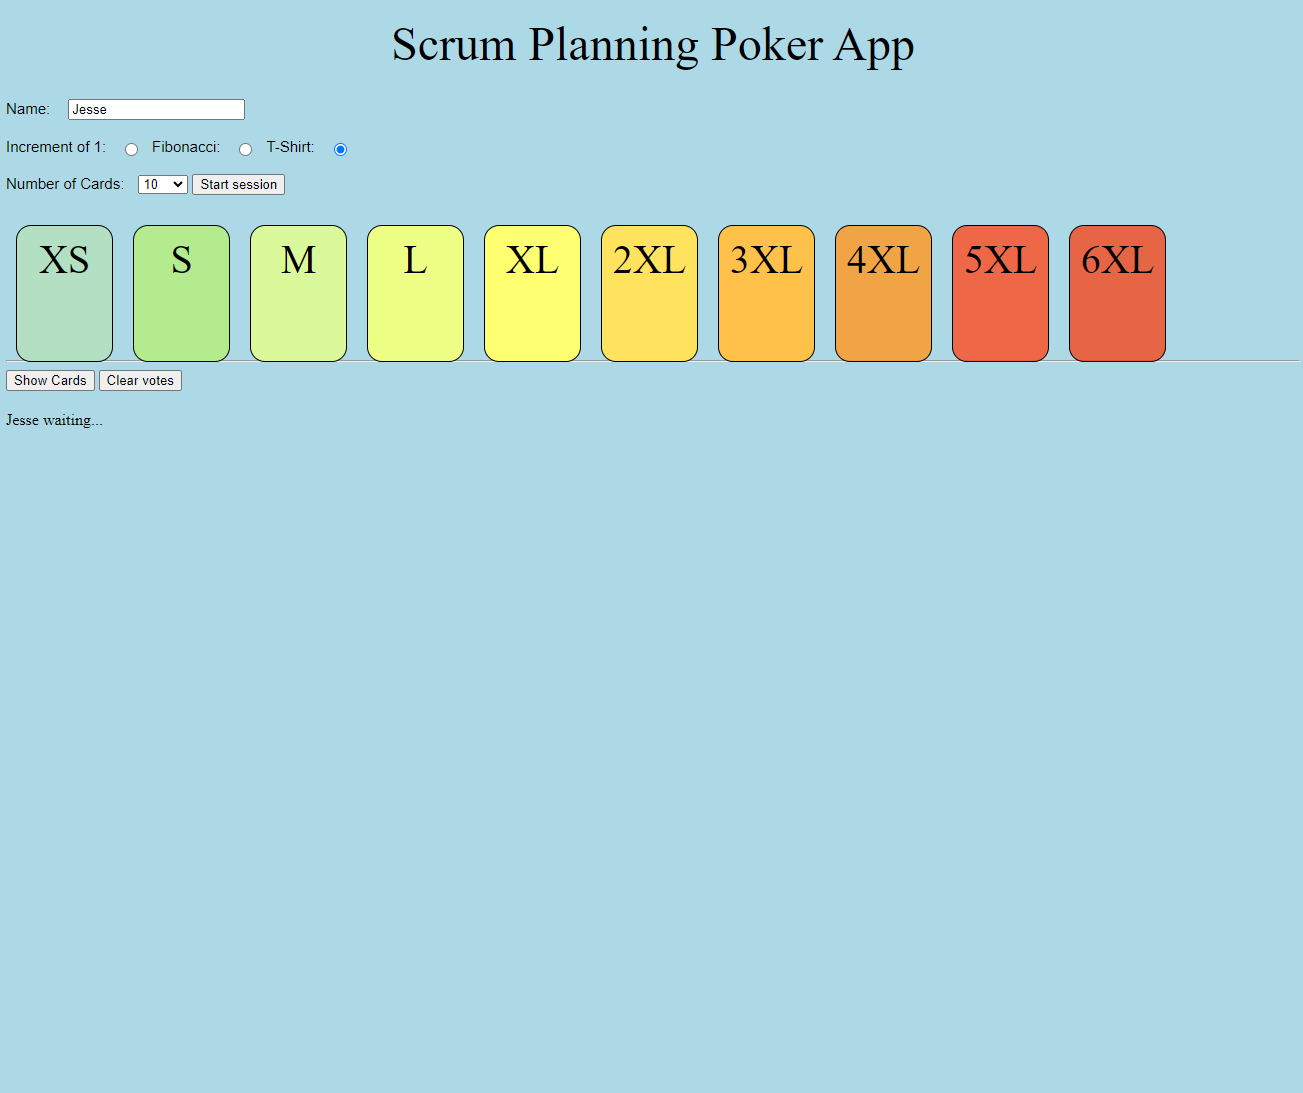 Scrum Planning Poker App
Name: Jesse
Increment of 1: Fibonacci: T-Shirt:
Number of Cards: 10 Start session
XS S M L XL 2XL 3XL 4XL 5XL 6XL
Show Cards Clear votes
Jesse waiting...